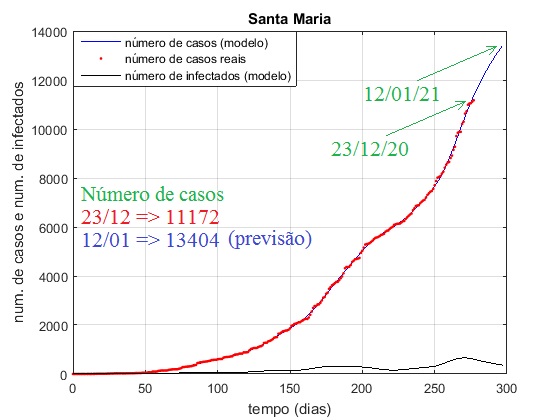 Santa Maria
número de casos (modelo)
número de casos reais
número de infectados (modelo)
num. de casos e num. de infectados
14000
12000
10000
8000
6000
4000
2000
0
12/01/21
23/12/20
Número de casos
23/12 => 11172
12/01 => 13404 (previsão)
0 50 100 150 200 250 300
tempo (dias)